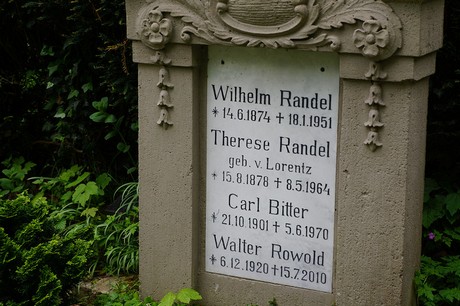 Wilhelm Randel
* 14.6.1874 † 18.1.1951
Therese Randel
geb. v. Lorentz
* 15.8.1878 † 8.5.1964
Carl Bitter
* 21.10.1901 † 5.6.1970
Walter Rowold
* 6.12.1920 † 15.7.2010